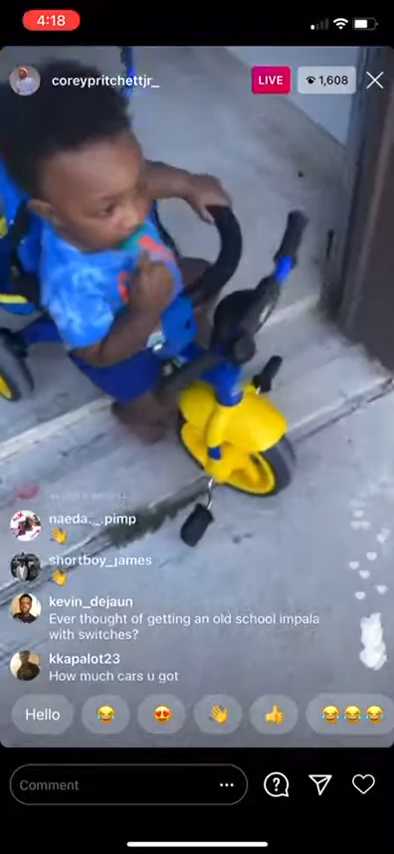 4:18
coreypritchettjr_
LIVE
1,608
naeda._.pimp
👋
shortboy_james
👋
kevin_dejaun
Ever thought of getting an old school impala
with switches?
kkapalot23
How much cars u got
Hello
😂
😍
👋
👍
😂😂😂
Comment